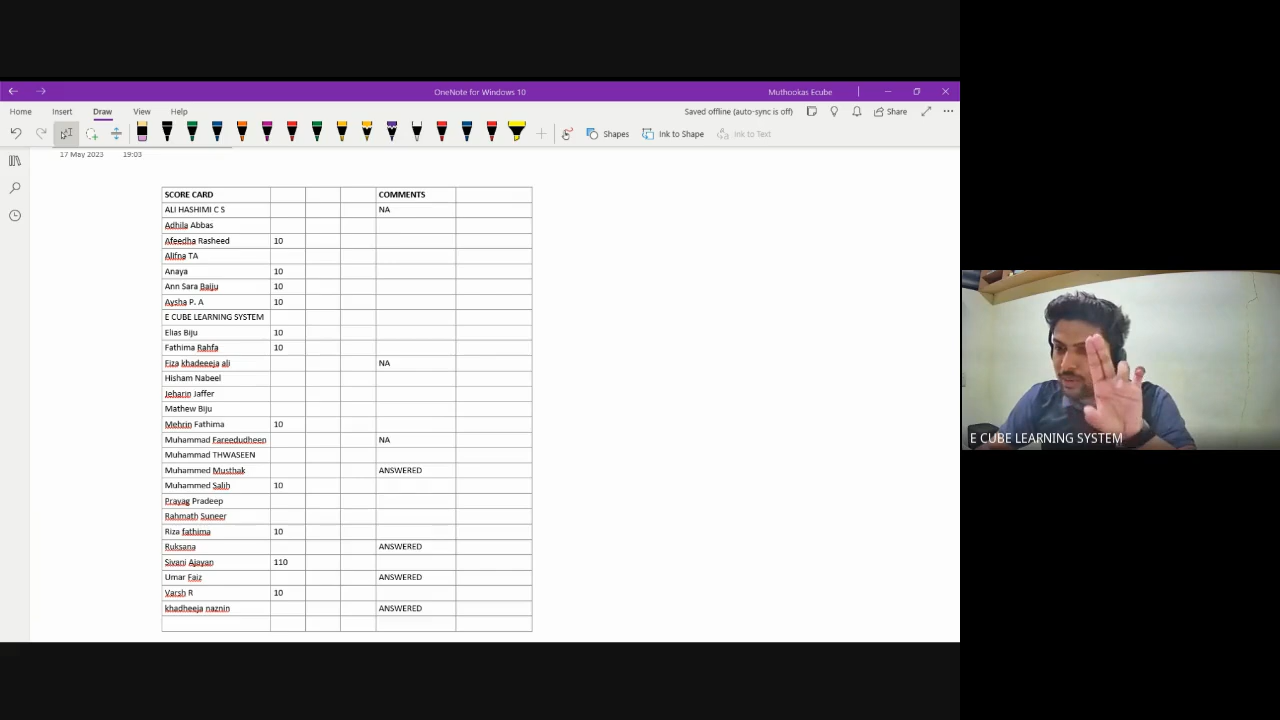 OneNote for Windows 10
Muthookas Ecube
Home Insert Draw View Help
Saved offline (auto-sync is off)
Share
Shapes
Ink to Shape
Ink to Text
17 May 2023 19:03
SCORE CARD COMMENTS
ALI HASHIMI C S NA
Adhila Abbas
Afeedha Rasheed 10
Alifna TA
Anaya 10
Ann Sara Baiju 10
Aysha P. A 10
E CUBE LEARNING SYSTEM
Elias Biju 10
Fathima Rahfa 10
Fiza khadeeeja ali NA
Hisham Nabeel
Jeharin Jaffer
Mathew Biju
Mehrin Fathima 10
Muhammad Fareedudheen NA
Muhammad THWASEEN
Muhammed Musthak ANSWERED
Muhammed Salih 10
Prayag Pradeep
Rahmath Suneer
Riza fathima 10
Ruksana ANSWERED
Sivani Ajayan 110
Umar Faiz ANSWERED
Varsh R 10
khadheeja naznin ANSWERED
E CUBE LEARNING SYSTEM